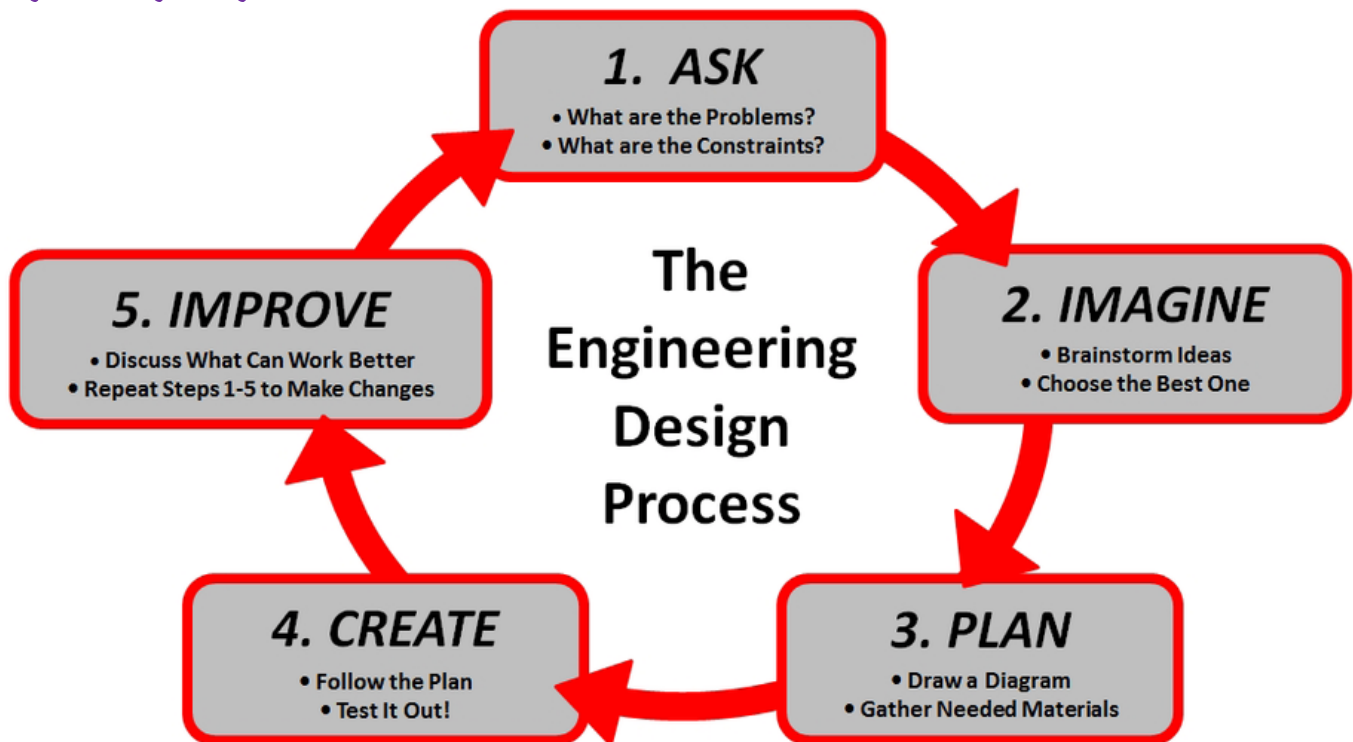 1. ASK
• What are the Problems?
• What are the Constraints?
The
Engineering
Design
Process
2. IMAGINE
• Brainstorm Ideas
• Choose the Best One
3. PLAN
• Draw a Diagram
• Gather Needed Materials
4. CREATE
• Follow the Plan
• Test It Out!
5. IMPROVE
• Discuss What Can Work Better
• Repeat Steps 1-5 to Make Changes